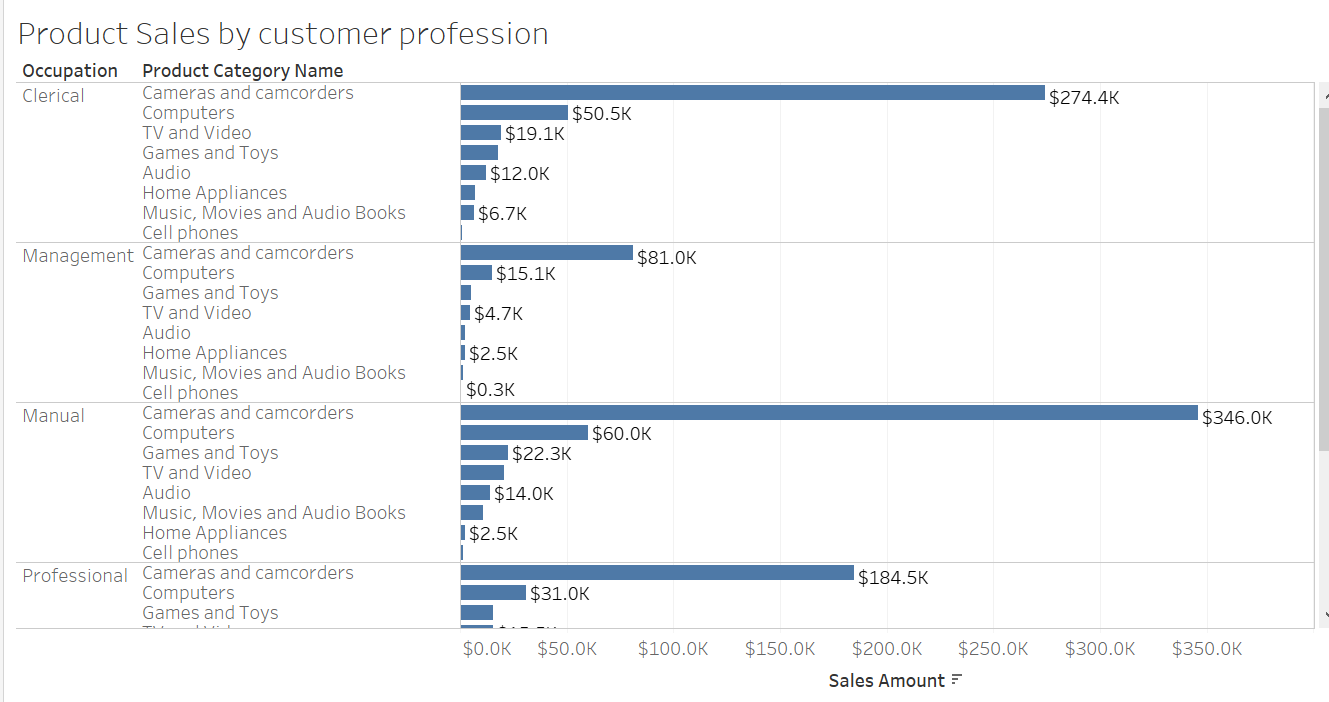 Product Sales by customer profession
Occupation Product Category Name
Clerical Cameras and camcorders $274.4K
Computers $50.5K
TV and Video $19.1K
Games and Toys
Audio $12.0K
Home Appliances
Music, Movies and Audio Books $6.7K
Cell phones
Management Cameras and camcorders $81.0K
Computers $15.1K
Games and Toys
TV and Video $4.7K
Audio
Home Appliances $2.5K
Music, Movies and Audio Books
Cell phones $0.3K
Manual Cameras and camcorders $346.0K
Computers $60.0K
Games and Toys $22.3K
TV and Video
Audio $14.0K
Music, Movies and Audio Books
Home Appliances $2.5K
Cell phones
Professional Cameras and camcorders $184.5K
Computers $31.0K
Games and Toys
$0.0K $50.0K $100.0K $150.0K $200.0K $250.0K $300.0K $350.0K
Sales Amount